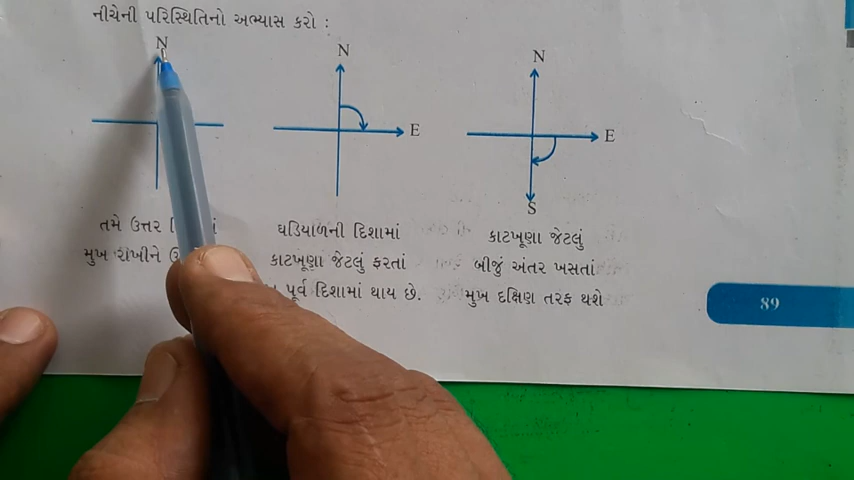 નીચેની પરિસ્થિતિનો અભ્યાસ કરો :
N
N
N
E
E
S
તમે ઉત્તર
મુખ રાખીને
ઘડિયાળની દિશામાં
કાટખૂણા જેટલું ફરતાં
પૂર્વ દિશામાં થાય છે.
કાટખૂણા જેટલું
બીજું અંતર ખસતાં
મુખ દક્ષિણ તરફ થશે
89